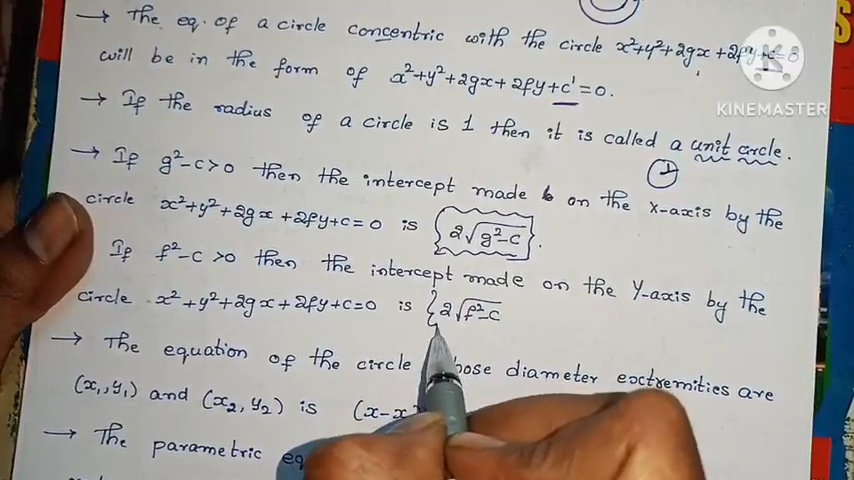 → The eq. of a circle concentric with the circle x²+y²+2gx+2fy+c=0
will be in the form of x²+y²+2gx+2fy+c'=0.
→ If the radius of a circle is 1 then it is called a unit circle.
→ If g²-c>0 then the intercept made on the X-axis by the
circle x²+y²+2gx+2fy+c=0 is 2√g²-c.
If f²-c>0 then the intercept made on the Y-axis by the
circle x²+y²+2gx+2fy+c=0 is 2√f²-c
→ The equation of the circle diameter extremities are
(x₁,y₁) and (x₂,y₂) is (x-x
→ The parametric
KINEMASTER